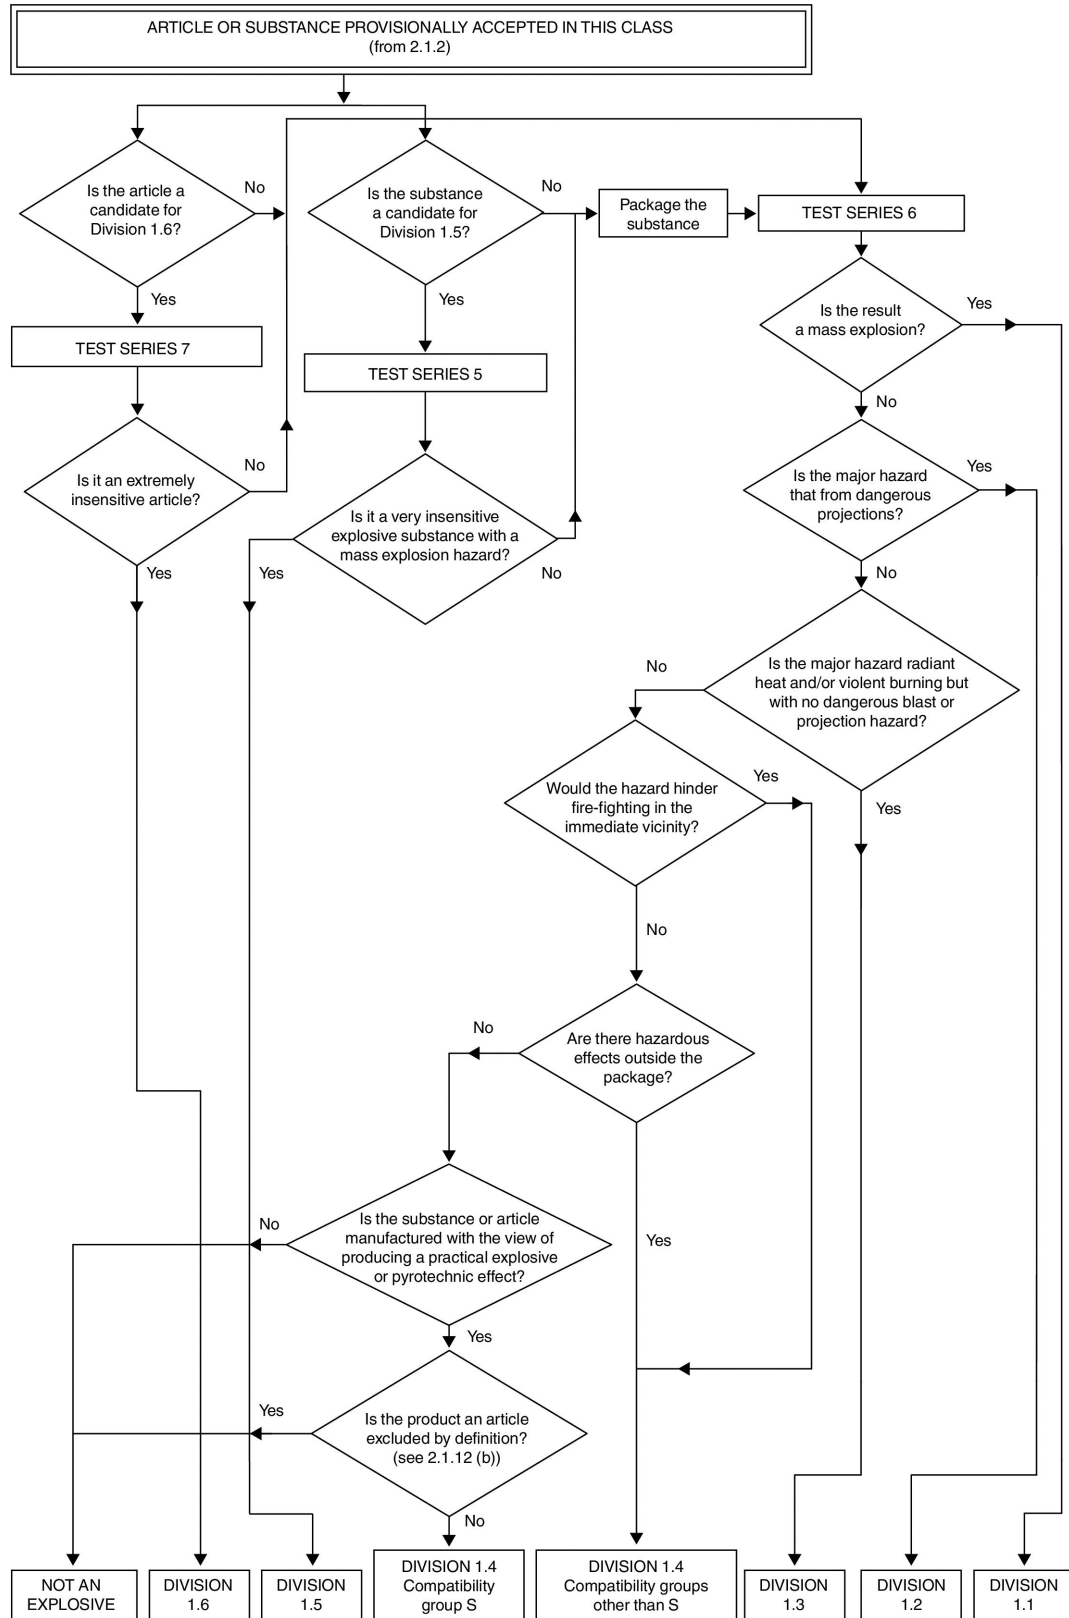 ARTICLE OR SUBSTANCE PROVISIONALLY ACCEPTED IN THIS CLASS
(from 2.1.2)
Is the article a
candidate for
Division 1.6?
No
Is the substance
a candidate for
Division 1.5?
No
Package the
substance
TEST SERIES 6
Yes
Yes
Is the result
a mass explosion?
Yes
TEST SERIES 7
TEST SERIES 5
No
Is it an extremely
insensitive article?
No
Is the major hazard
that from dangerous
projections?
Yes
Is it a very insensitive
explosive substance with a
mass explosion hazard?
Yes
Yes
No
No
Is the major hazard radiant
heat and/or violent burning but
with no dangerous blast or
projection hazard?
No
Would the hazard hinder
fire-fighting in the
immediate vicinity?
Yes
Yes
No
Are there hazardous
effects outside the
package?
No
Is the substance or article
manufactured with the view of
producing a practical explosive
or pyrotechnic effect?
No
Yes
Yes
Is the product an article
excluded by definition?
(see 2.1.12 (b))
Yes
No
NOT AN
EXPLOSIVE
DIVISION
1.6
DIVISION
1.5
DIVISION 1.4
Compatibility
group S
DIVISION 1.4
Compatibility groups
other than S
DIVISION
1.3
DIVISION
1.2
DIVISION
1.1